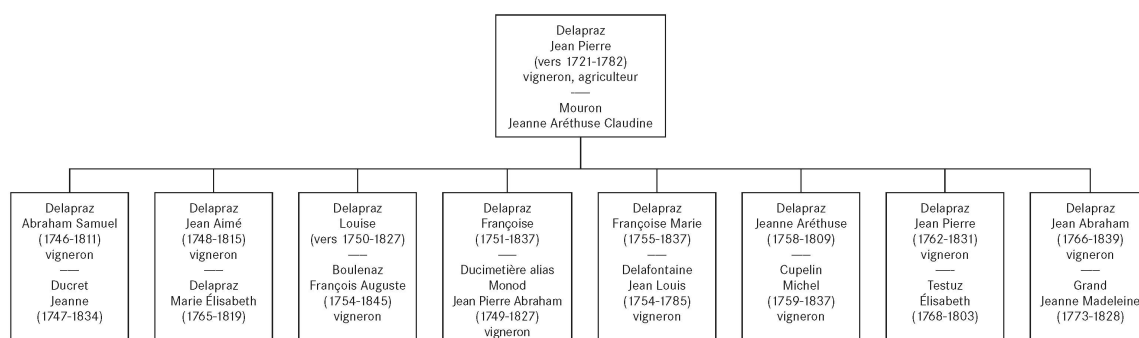 Delapraz
Jean Pierre
(vers 1721-1782)
vigneron, agriculteur
Mouron
Jeanne Aréthuse Claudine
Delapraz
Abraham Samuel
(1746-1811)
vigneron
Ducret
Jeanne
(1747-1834)
Delapraz
Jean Aimé
(1748-1815)
vigneron
Delapraz
Marie Élisabeth
(1765-1819)
Delapraz
Louise
(vers 1750-1827)
Boulenaz
François Auguste
(1754-1845)
vigneron
Delapraz
Françoise
(1751-1837)
Ducimetière alias
Monod
Jean Pierre Abraham
(1749-1827)
vigneron
Delapraz
Françoise Marie
(1755-1837)
Delafontaine
Jean Louis
(1754-1785)
vigneron
Delapraz
Jeanne Aréthuse
(1758-1809)
Cupelin
Michel
(1759-1837)
vigneron
Delapraz
Jean Pierre
(1762-1831)
vigneron
Testuz
Élisabeth
(1768-1803)
Delapraz
Jean Abraham
(1766-1839)
vigneron
Grand
Jeanne Madeleine
(1773-1828)